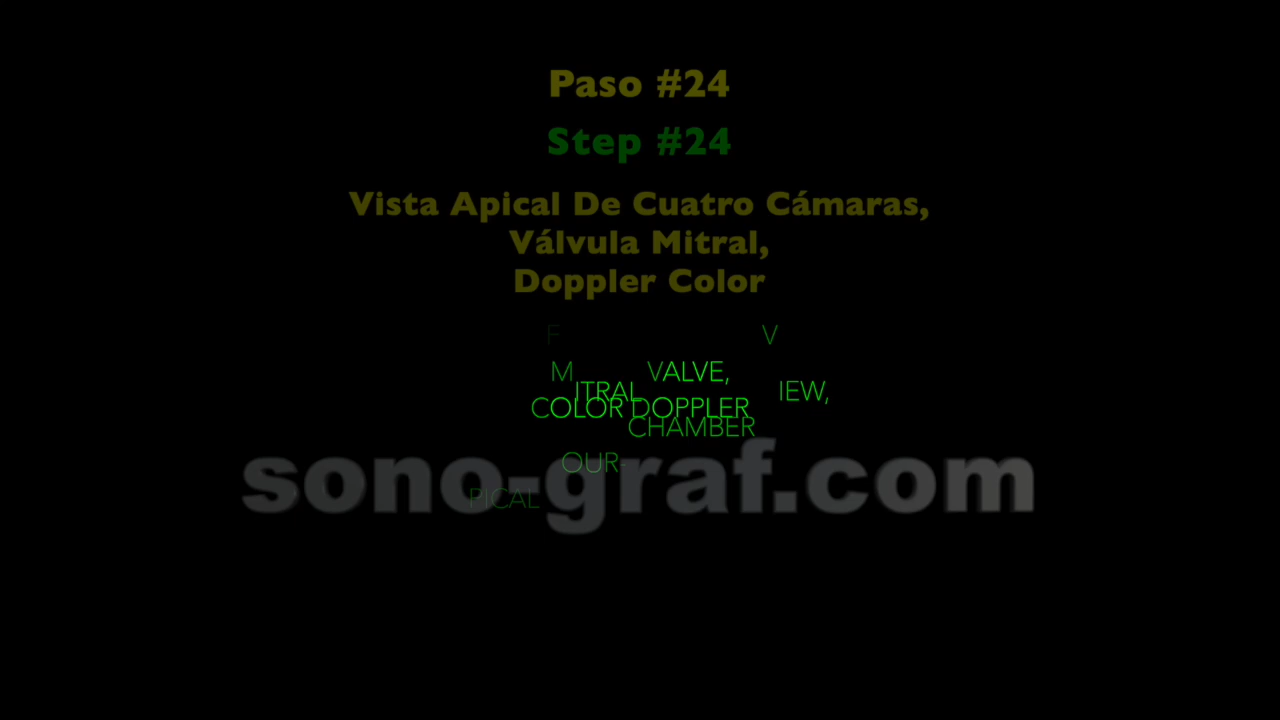 Paso #24
Step #24
Vista Apical De Cuatro Cámaras,
Válvula Mitral,
Doppler Color
F V
M VALVE,
ITRAL IEW,
COLOR DOPPLER
CHAMBER
OUR-
sono-graf.com
PICAL